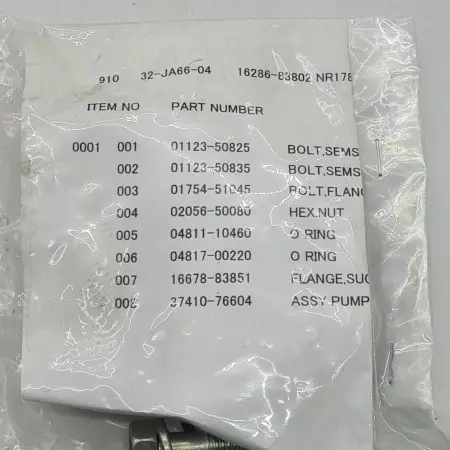 910 32-JA66-04 16286-83802 NR178
ITEM NO PART NUMBER
0001 001 01123-50825 BOLT,SEMS
002 01123-50835 BOLT,SEMS
003 01754-51045 BOLT,FLAN
004 02056-50080 HEX.NUT
005 04811-10460 O RING
006 04817-00220 O RING
007 16678-83851 FLANGE,SUC
008 37410-76604 ASSY PUMP